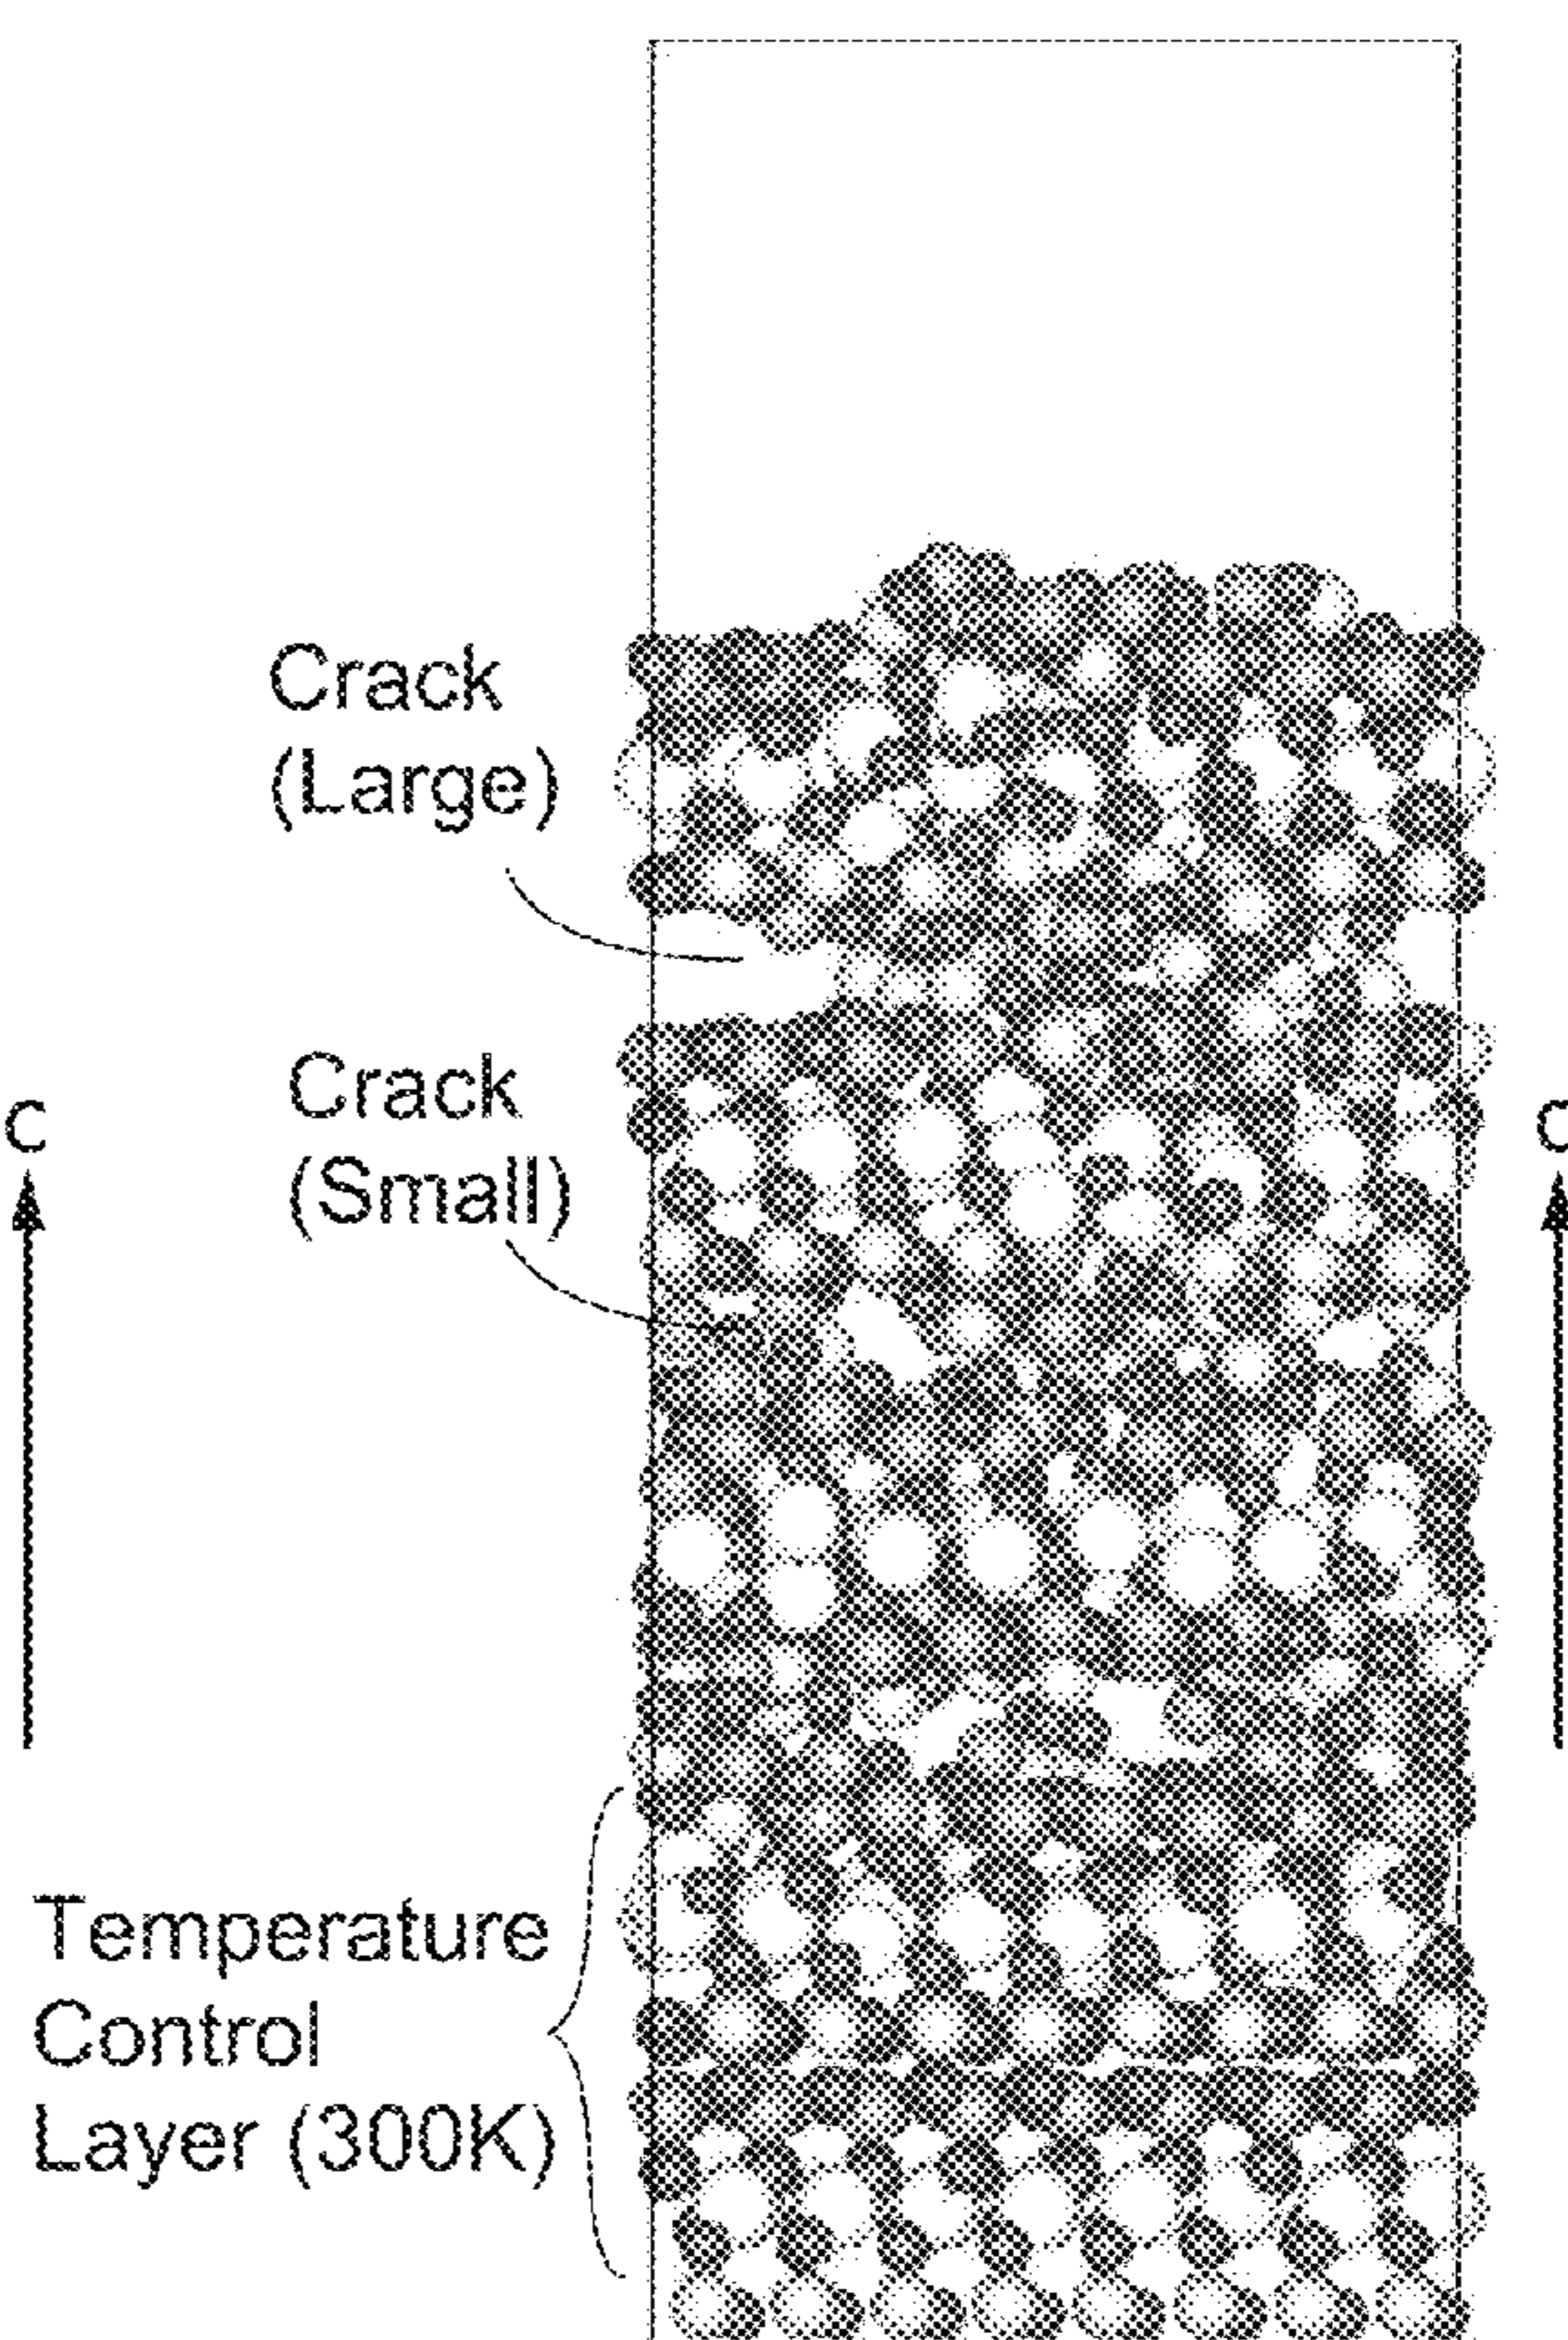 Crack
(Large)
Crack
(Small)
c
c
Temperature
Control
Layer (300K)